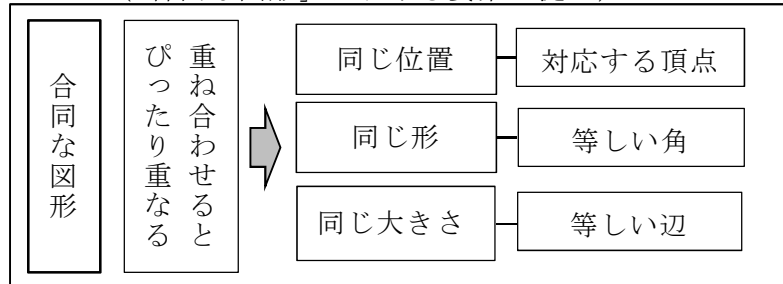 合同な図形
重ね合わせると
ぴったり重なる
同じ位置
対応する頂点
同じ形
等しい角
同じ大きさ
等しい辺